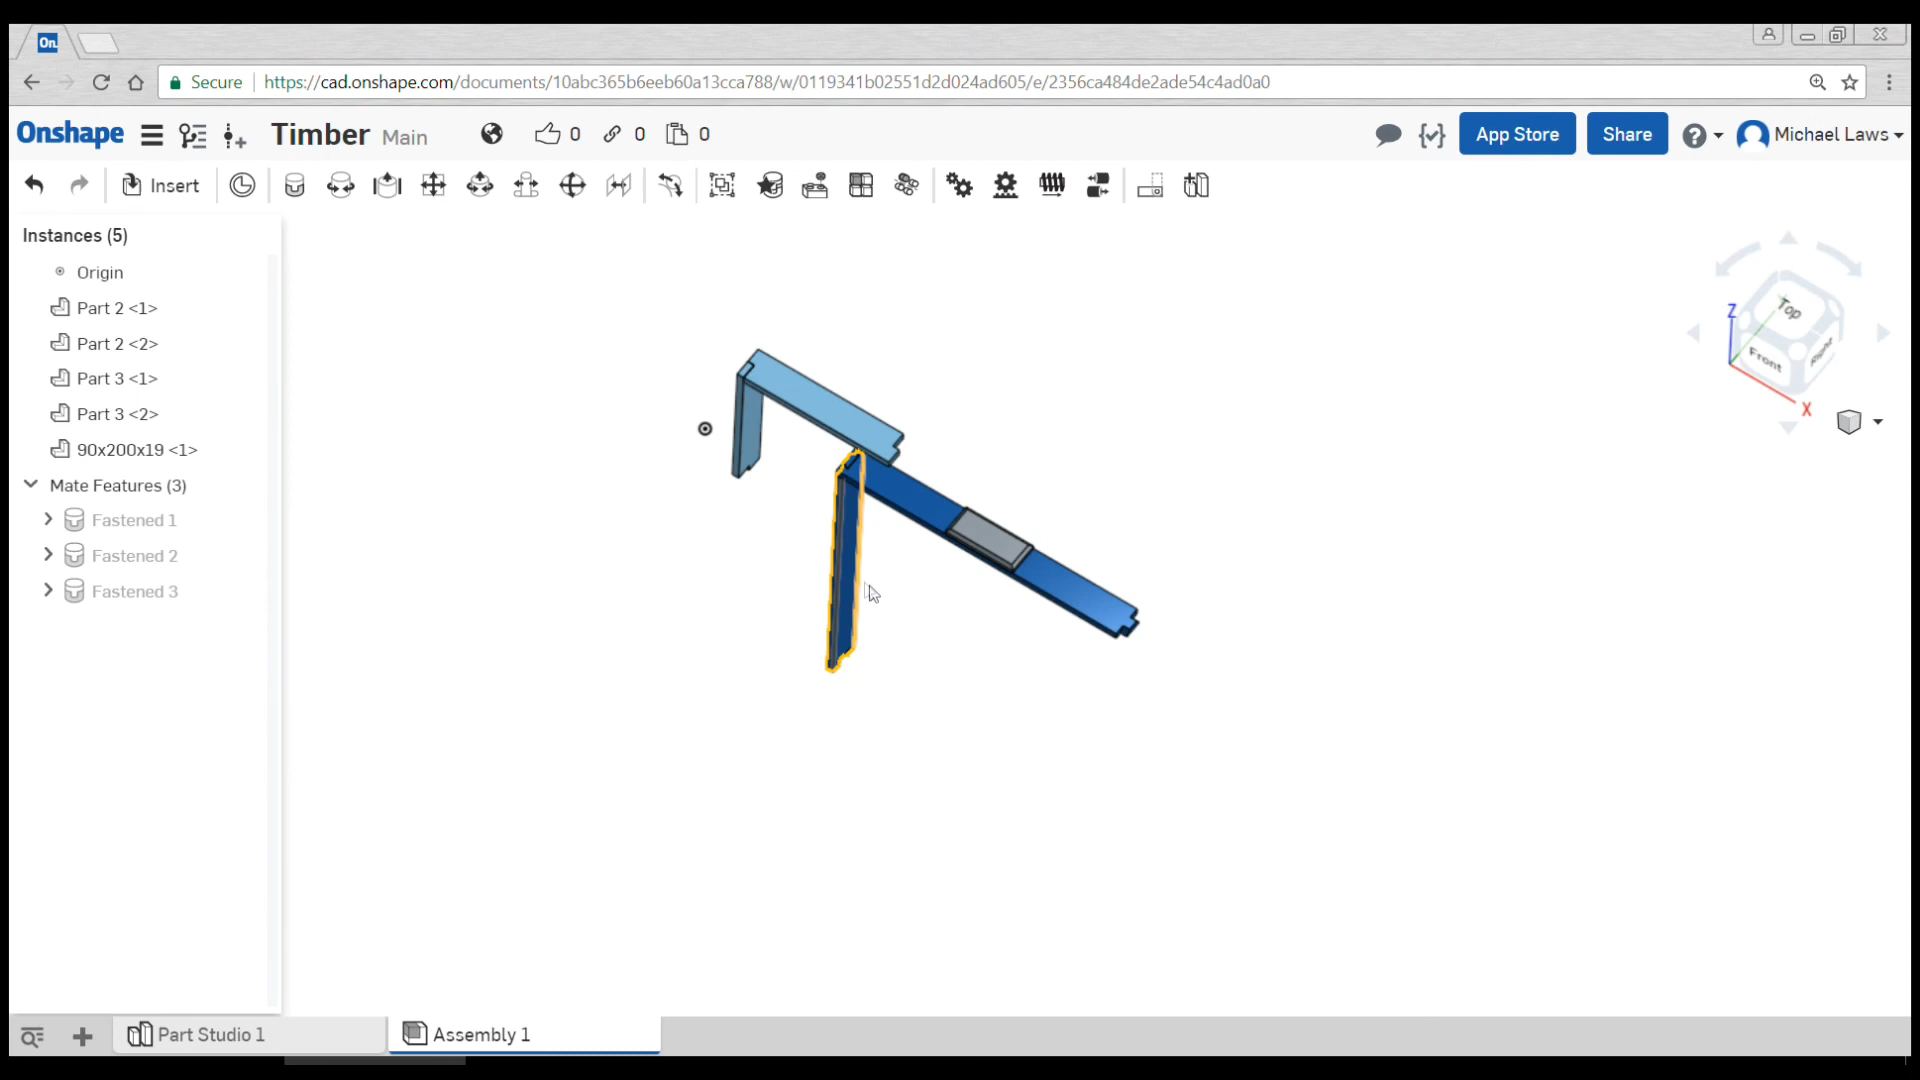 On
Secure https://cad.onshape.com/documents/10abc365b6eeb60a13cca788/w/0119341b02551d2d024ad605/e/2356ca484de2ade54c4ad0a0
Onshape Timber Main 0 0 0 App Store Share ? Michael Laws
Insert
Instances (5)
Origin
Part 2 <1>
Part 2 <2>
Part 3 <1>
Part 3 <2>
90x200x19 <1>
Mate Features (3)
Fastened 1
Fastened 2
Fastened 3
Top
Z
Front Right
X
Part Studio 1 Assembly 1